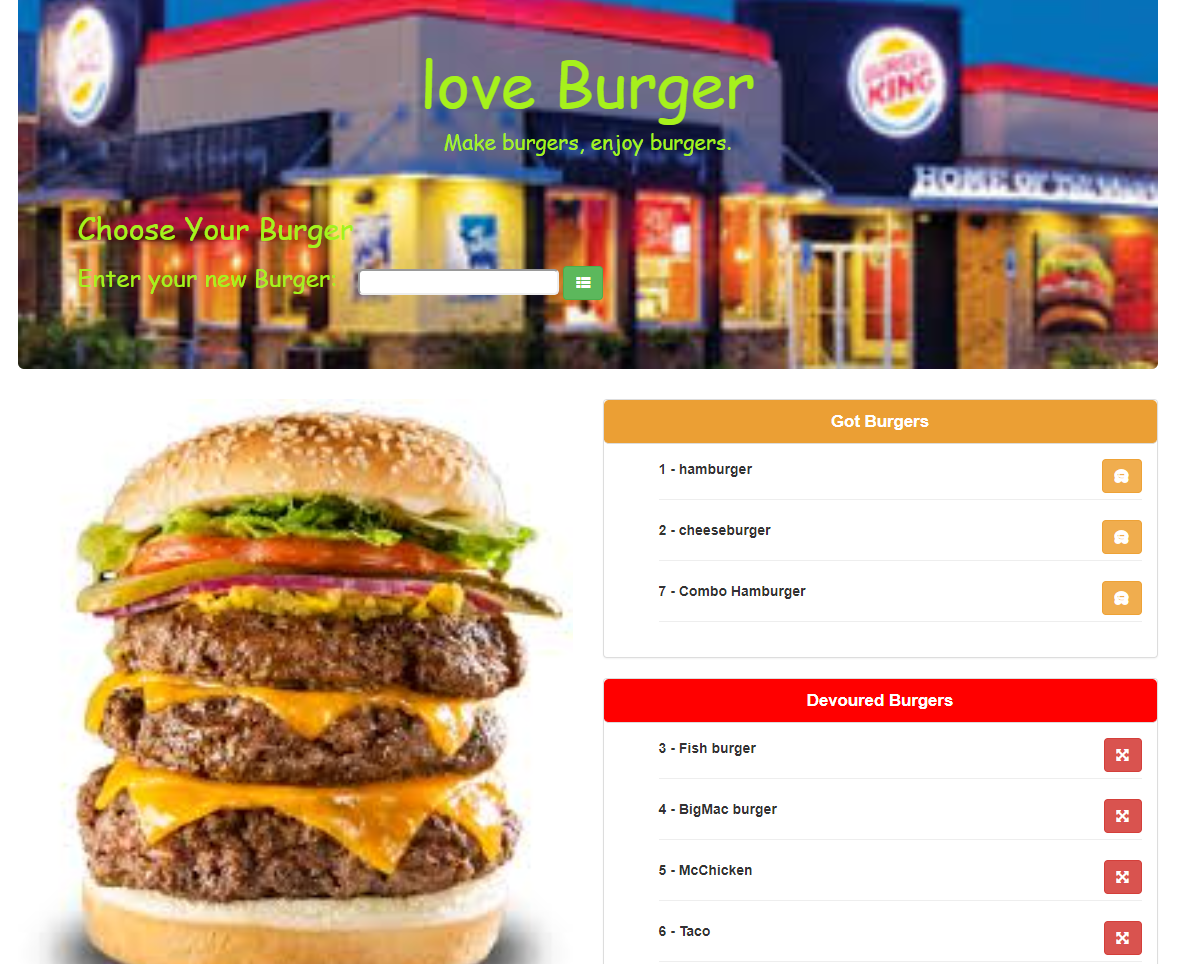 BURGER
KING
love Burger
Make burgers, enjoy burgers.
HOME OF THE
Choose Your Burger
Enter your new Burger:
Got Burgers
1 - hamburger
2 - cheeseburger
7 - Combo Hamburger
Devoured Burgers
3 - Fish burger
4 - BigMac burger
5 - McChicken
6 - Taco